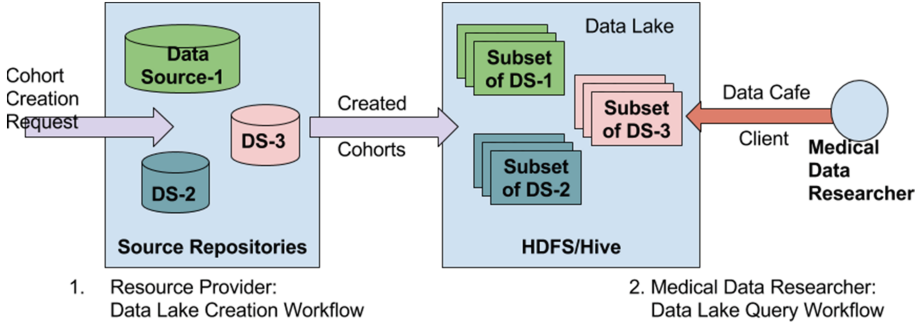 Cohort
Creation
Request
Data
Source-1
DS-3
DS-2
Source Repositories
Created
Cohorts
Data Lake
Subset
of DS-1
Subset
of DS-3
Subset
of DS-2
HDFS/Hive
Data Cafe
Client
Medical
Data
Researcher
1. Resource Provider:
Data Lake Creation Workflow
2. Medical Data Researcher:
Data Lake Query Workflow